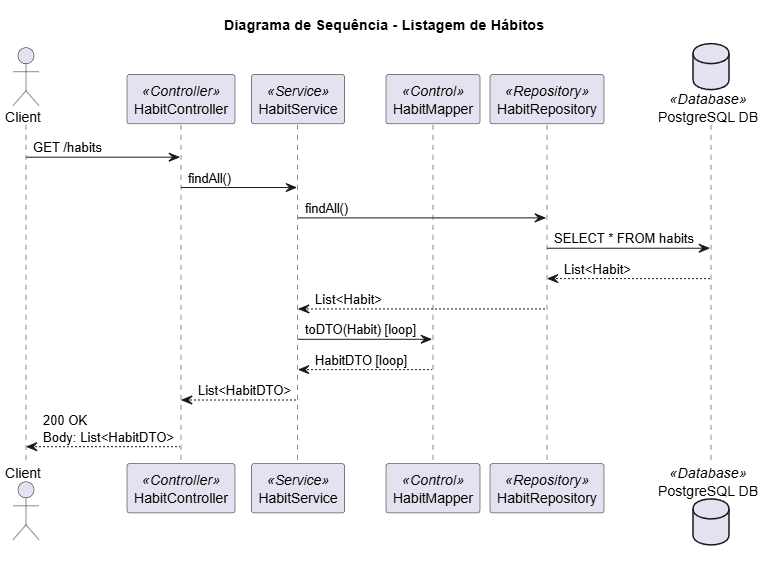 Diagrama de Sequência - Listagem de Hábitos
Client
«Controller»
HabitController
«Service»
HabitService
«Control»
HabitMapper
«Repository»
HabitRepository
«Database»
PostgreSQL DB
GET /habits
findAll()
findAll()
SELECT * FROM habits
List<Habit>
List<Habit>
toDTO(Habit) [loop]
HabitDTO [loop]
List<HabitDTO>
200 OK
Body: List<HabitDTO>
Client
«Controller»
HabitController
«Service»
HabitService
«Control»
HabitMapper
«Repository»
HabitRepository
«Database»
PostgreSQL DB